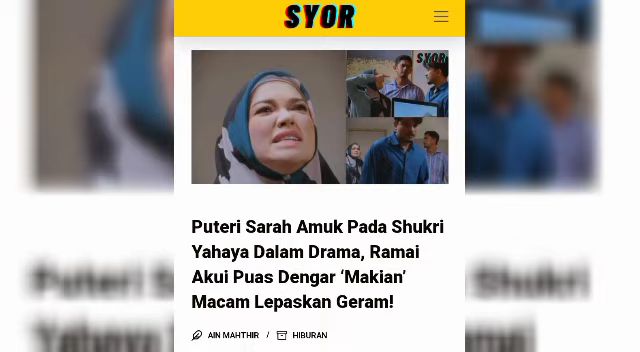 SYOR
SYOR
Puteri Sarah Amuk Pada Shukri
Yahaya Dalam Drama, Ramai
Akui Puas Dengar ‘Makian’
Macam Lepaskan Geram!
AIN MAHTHIR / HIBURAN